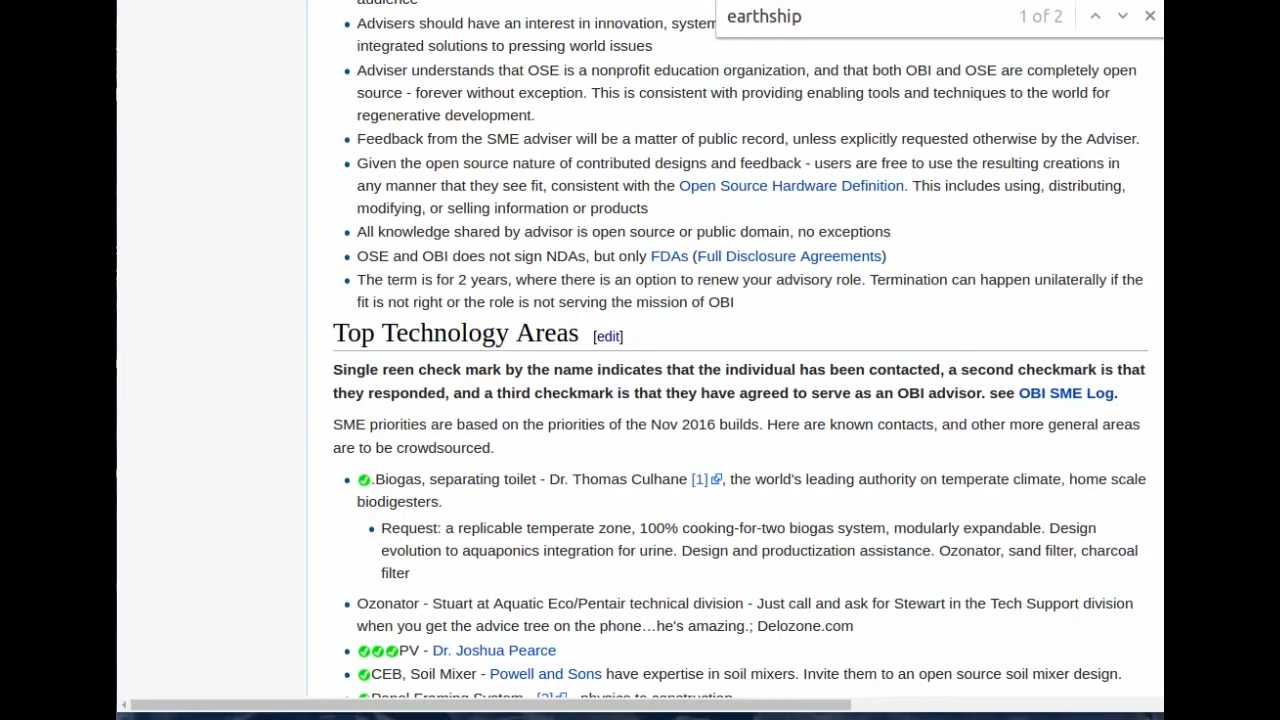 audience
earthship 1 of 2
Advisers should have an interest in innovation, system
integrated solutions to pressing world issues
Adviser understands that OSE is a nonprofit education organization, and that both OBI and OSE are completely open
source - forever without exception. This is consistent with providing enabling tools and techniques to the world for
regenerative development.
Feedback from the SME adviser will be a matter of public record, unless explicitly requested otherwise by the Adviser.
Given the open source nature of contributed designs and feedback - users are free to use the resulting creations in
any manner that they see fit, consistent with the Open Source Hardware Definition. This includes using, distributing,
modifying, or selling information or products
All knowledge shared by advisor is open source or public domain, no exceptions
OSE and OBI does not sign NDAs, but only FDAs (Full Disclosure Agreements)
The term is for 2 years, where there is an option to renew your advisory role. Termination can happen unilaterally if the
fit is not right or the role is not serving the mission of OBI
Top Technology Areas [edit]
Single reen check mark by the name indicates that the individual has been contacted, a second checkmark is that
they responded, and a third checkmark is that they have agreed to serve as an OBI advisor. see OBI SME Log.
SME priorities are based on the priorities of the Nov 2016 builds. Here are known contacts, and other more general areas
are to be crowdsourced.
.Biogas, separating toilet - Dr. Thomas Culhane [1], the world's leading authority on temperate climate, home scale
biodigesters.
Request: a replicable temperate zone, 100% cooking-for-two biogas system, modularly expandable. Design
evolution to aquaponics integration for urine. Design and productization assistance. Ozonator, sand filter, charcoal
filter
Ozonator - Stuart at Aquatic Eco/Pentair technical division - Just call and ask for Stewart in the Tech Support division
when you get the advice tree on the phone…he's amazing.; Delozone.com
PV - Dr. Joshua Pearce
CEB, Soil Mixer - Powell and Sons have expertise in soil mixers. Invite them to an open source soil mixer design.
Panel Framing System - [2] - physics to construction